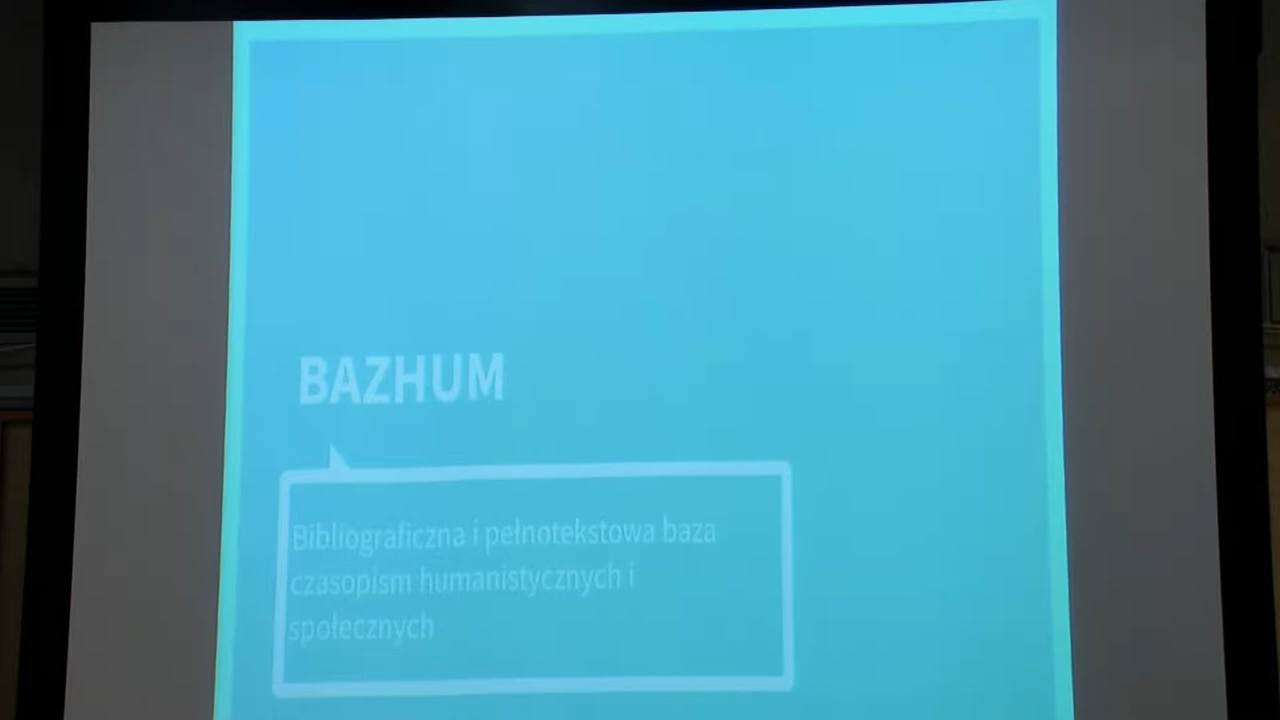 BAZHUM
Bibliograficzna i pełnotekstowa baza
czasopism humanistycznych i
społecznych